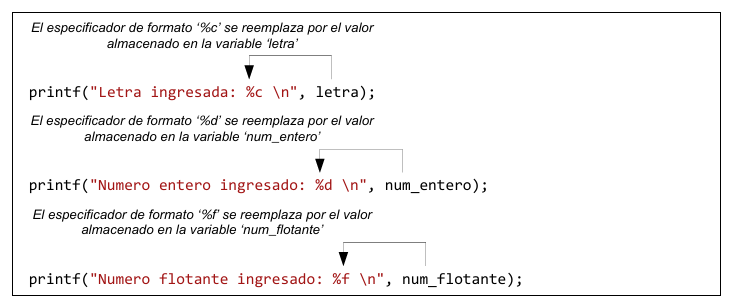 El especificador de formato ‘%c’ se reemplaza por el valor
almacenado en la variable ‘letra’
printf("Letra ingresada: %c \n", letra);
El especificador de formato ‘%d’ se reemplaza por el valor
almacenado en la variable ‘num_entero’
printf("Numero entero ingresado: %d \n", num_entero);
El especificador de formato ‘%f’ se reemplaza por el valor
almacenado en la variable ‘num_flotante’
printf("Numero flotante ingresado: %f \n", num_flotante);